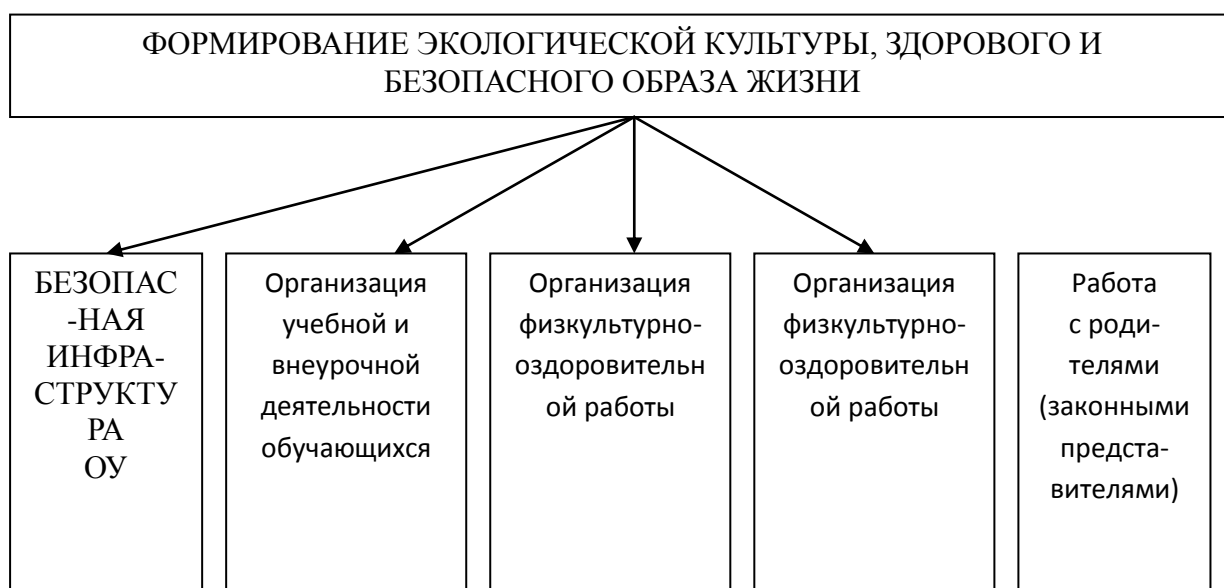 ФОРМИРОВАНИЕ ЭКОЛОГИЧЕСКОЙ КУЛЬТУРЫ, ЗДОРОВОГО И
БЕЗОПАСНОГО ОБРАЗА ЖИЗНИ
БЕЗОПАС
-НАЯ
ИНФРА-
СТРУКТУ
РА
ОУ
Организация
учебной и
внеурочной
деятельности
обучающихся
Организация
физкультурно-
оздоровительн
ой работы
Организация
физкультурно-
оздоровительн
ой работы
Работа
с роди-
телями
(законными
предста-
вителями)